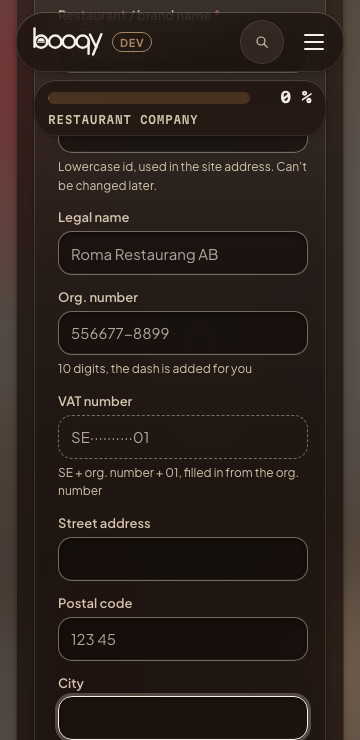 Restaurant / brand name *
booqy DEV
0 %
RESTAURANT COMPANY
Lowercase id, used in the site address. Can't
be changed later.
Legal name
Roma Restaurang AB
Org. number
556677-8899
10 digits, the dash is added for you
VAT number
SE··········01
SE + org. number + 01, filled in from the org.
number
Street address
Postal code
123 45
City